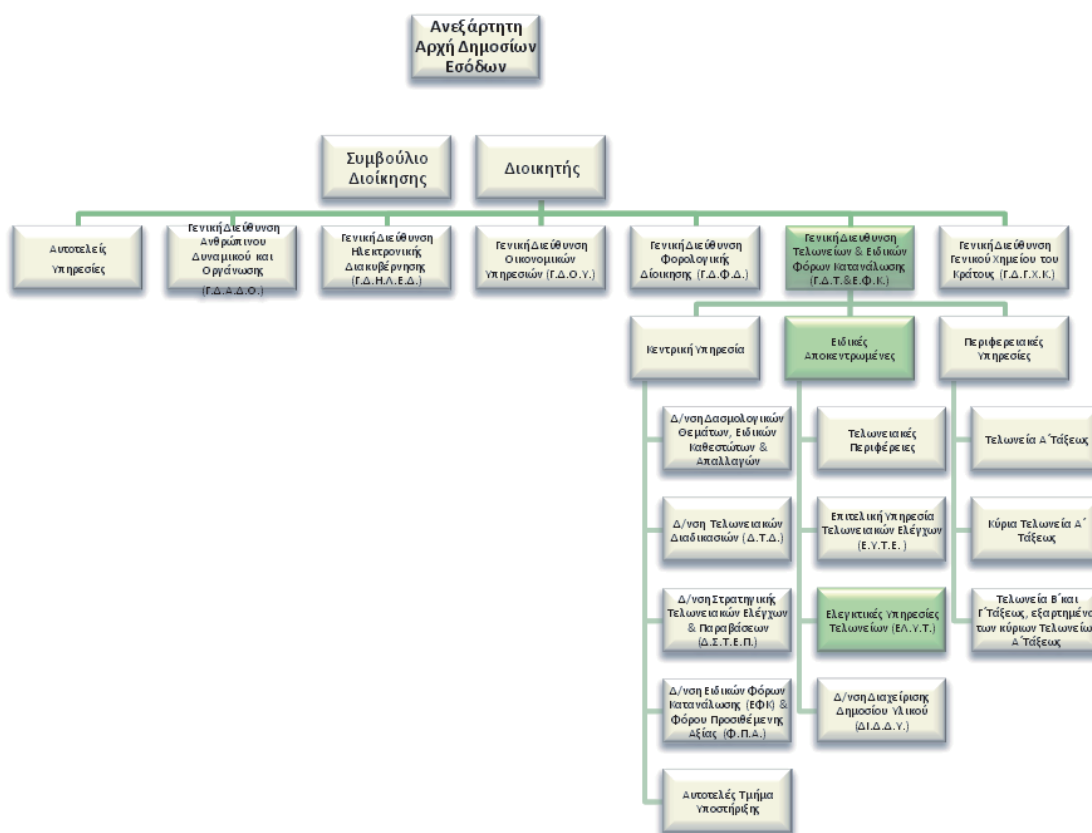 Ανεξάρτητη
Αρχή Δημοσίων
Εσόδων
Συμβούλιο
Διοίκησης
Διοικητής
Αυτοτελείς
Υπηρεσίες
Γενική Διεύθυνση
Ανθρώπινου
Δυναμικού και
Οργάνωσης
(Γ.Δ.Α.Δ.Ο.)
Γενική Διεύθυνση
Ηλεκτρονικής
Διακυβέρνησης
(Γ.Δ.Η.Λ.Ε.Δ.)
Γενική Διεύθυνση
Οικονομικών
Υπηρεσιών (Γ.Δ.Ο.Υ.)
Γενική Διεύθυνση
Φορολογικής
Δίοικησης (Γ.Δ.Φ.Δ.)
Γενική Διευθυνση
Τελωνείων & Ειδικών
Φόρων Κατανάλωσης
(Γ.Δ.Τ.&Ε.Φ.Κ.)
Γενική Διεύθυνση
Γενικού Χημείου του
Κράτους (Γ.Δ.Γ.Χ.Κ.)
Κεντρική Υπηρεσία
Ειδικές
Αποκεντρωμένες
Περιφερειακές
Υπηρεσίες
Δ/νση Δασμολογικών
Θεμάτων, Ειδικών
Καθεστώτων &
Απαλλαγών
Δ/νση Τελωνειακών
Διαδικασιών (Δ.Τ.Δ.)
Δ/νση Στρατηγικής
Τελωνειακών Ελέγχων
& Παραβάσεων
(Δ.Σ.Τ.Ε.Π.)
Δ/νση Ειδικών Φόρων
Κατανάλωσης (ΕΦΚ) &
Φόρου Προσιθέμενης
Αξίας (Φ.Π.Α.)
Αυτοτελές Τμήμα
Υποστήριξης
Τελωνειακές
Περιφέρειες
Επιτελική Υπηρεσία
Τελωνειακών Ελέγχων
(Ε.Υ.Τ.Ε.)
Ελεγκτικές Υπηρεσίες
Τελωνείων (ΕΛ.Υ.Τ.)
Δ/νση Διαχείρισης
Δημοσίου Υλικού
(ΔΙ.Δ.Δ.Υ.)
Τελωνεία Α΄ Τάξεως
Κύρια Τελωνεία Α΄
Τάξεως
Τελωνεία Β΄ και
Γ΄ Τάξεως, εξαρτημένα
των κύριων Τελωνείων
Α΄ Τάξεως